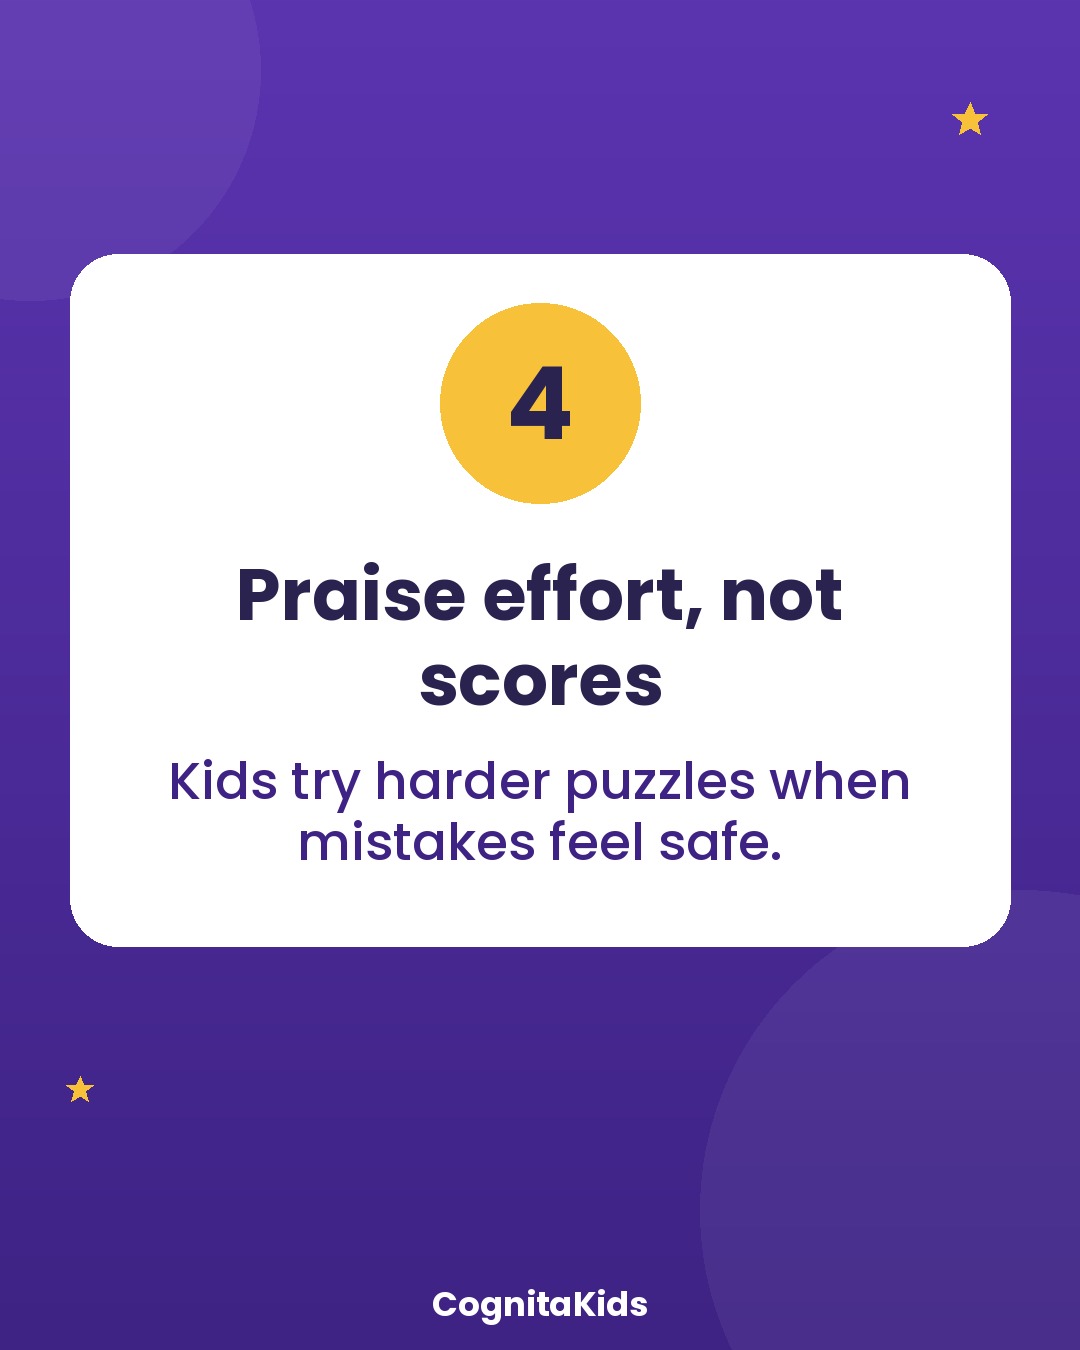 4
Praise effort, not
scores
Kids try harder puzzles when
mistakes feel safe.
CognitaKids